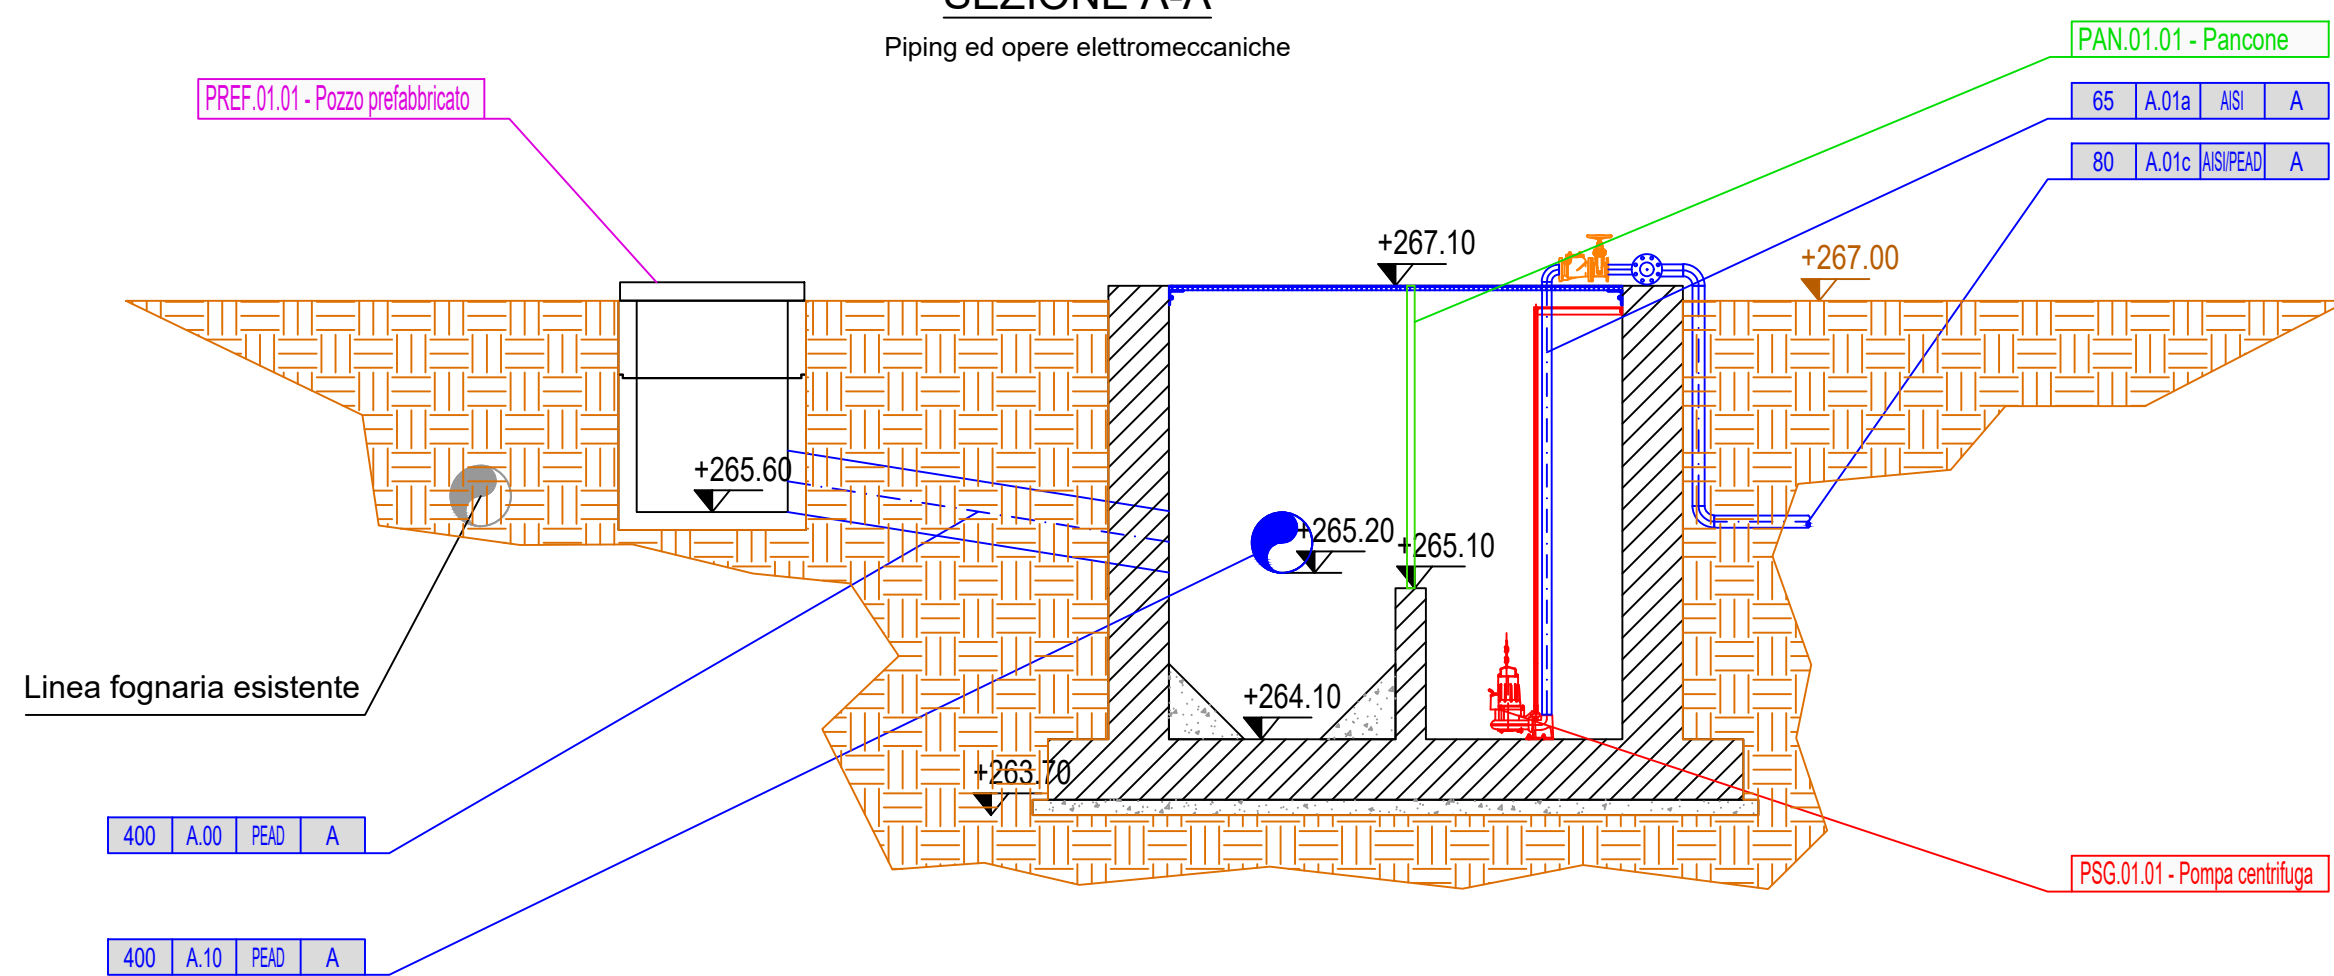 SEZIONE A-A
Piping ed opere elettromeccaniche
PAN.01.01 - Pancone
PREF.01.01 - Pozzo prefabbricato
65 A.01a AISI A
80 A.01c AISI/PEAD A
+267.10
+267.00
+265.60
+265.20
+265.10
Linea fognaria esistente
+264.10
+263.70
400 A.00 PEAD A
PSG.01.01 - Pompa centrifuga
400 A.10 PEAD A